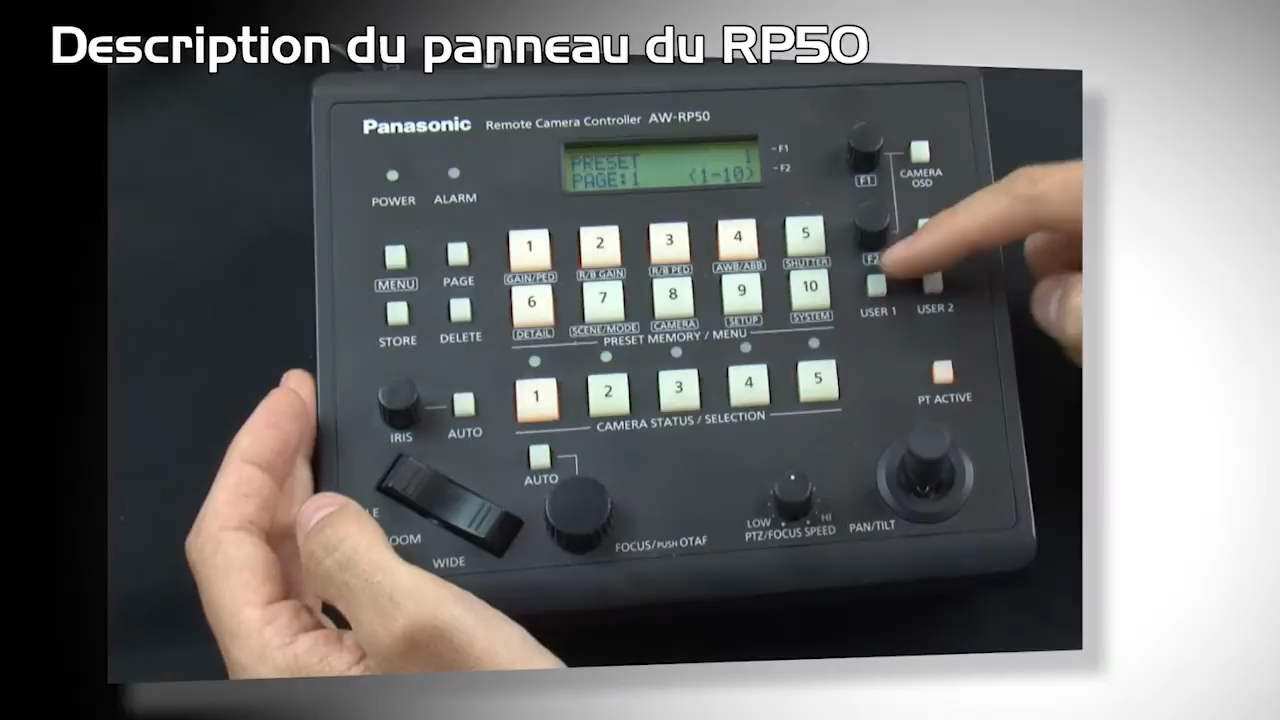 Description du panneau du RP50
Panasonic Remote Camera Controller AW-RP50
PRESET 1
PAGE:1 (1-10)
F1
F2
F1
CAMERA OSD
POWER ALARM
1 2 3 4 5
F2
MENU PAGE
GAIN/PED R/B GAIN R/B PED AWB/ABB SHUTTER
6 7 8 9 10
USER 1 USER 2
STORE DELETE
DETAIL SCENE/MODE CAMERA SETUP SYSTEM
PRESET MEMORY / MENU
1 2 3 4 5
PT ACTIVE
IRIS AUTO
CAMERA STATUS / SELECTION
AUTO
LOW HI
PTZ/FOCUS SPEED
PAN/TILT
FOCUS/PUSH OTAF
WIDE